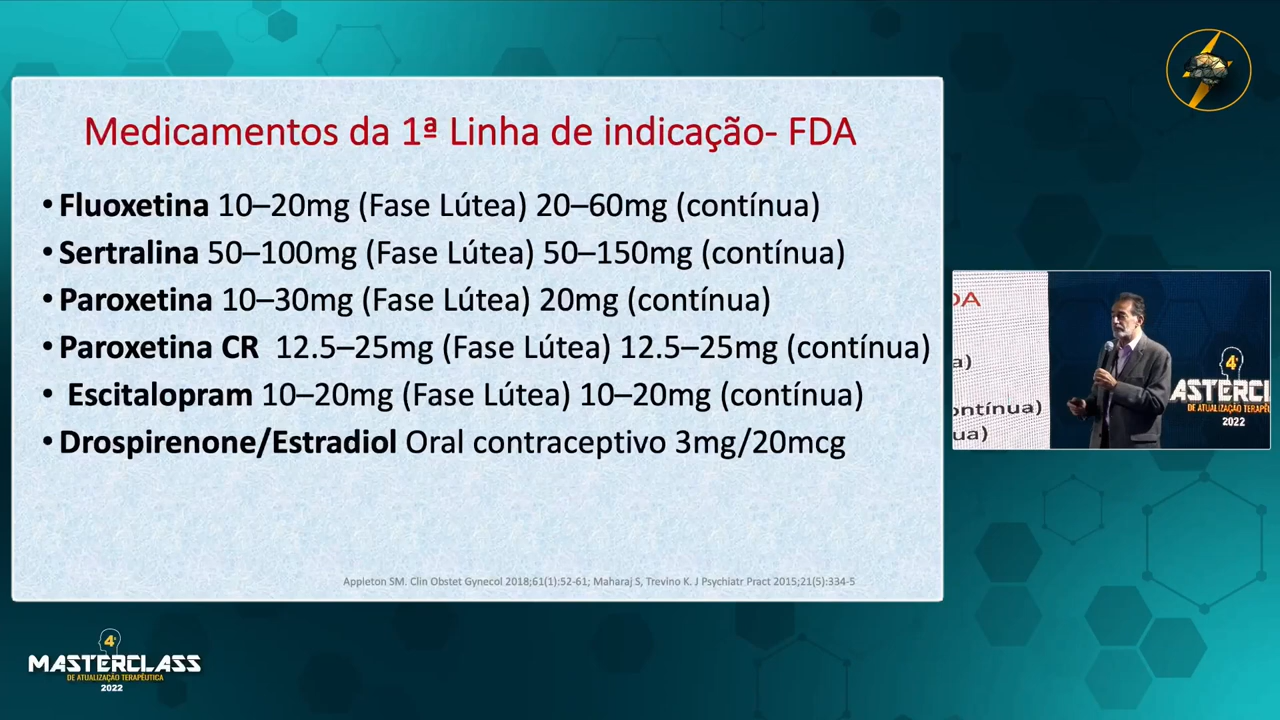 Medicamentos da 1ª Linha de indicação- FDA
• Fluoxetina 10–20mg (Fase Lútea) 20–60mg (contínua)
• Sertralina 50–100mg (Fase Lútea) 50–150mg (contínua)
• Paroxetina 10–30mg (Fase Lútea) 20mg (contínua)
• Paroxetina CR 12.5–25mg (Fase Lútea) 12.5–25mg (contínua)
• Escitalopram 10–20mg (Fase Lútea) 10–20mg (contínua)
• Drospirenone/Estradiol Oral contraceptivo 3mg/20mcg
Appleton SM. Clin Obstet Gynecol 2018;61(1):52-61; Maharaj S, Trevino K. J Psychiatr Pract 2015;21(5):334-5
DA
a)
ontínua)
ua)
4ª
ASTERCL
DE ATUALIZAÇÃO TERAPÊU
2022
4ª
MASTERCLASS
DE ATUALIZAÇÃO TERAPÊUTICA
2022